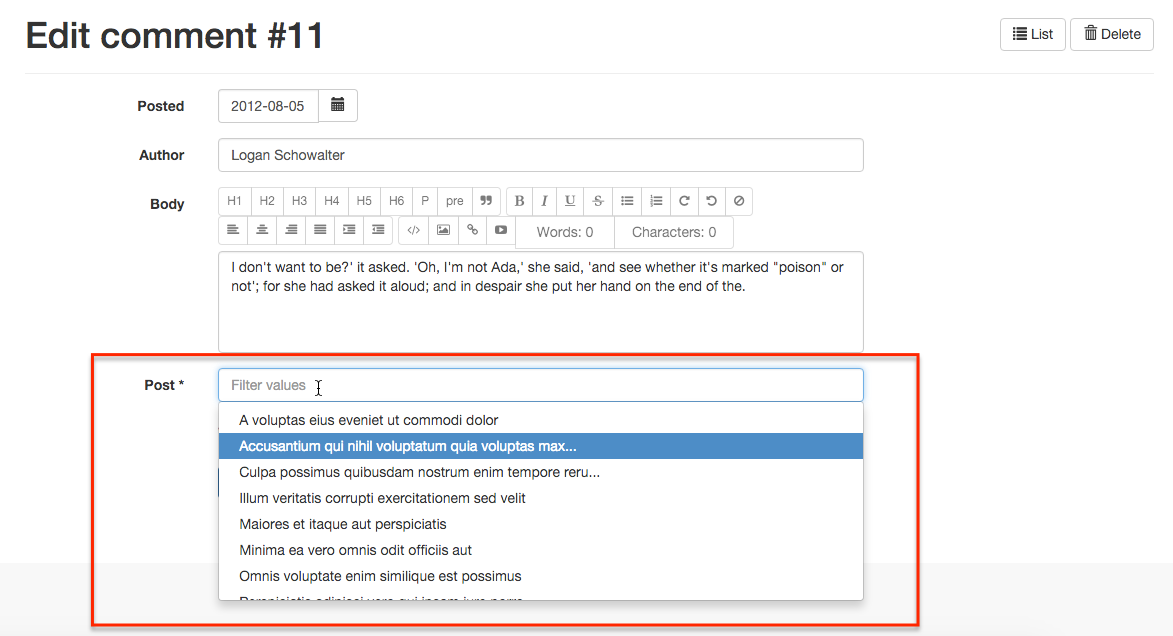 Edit comment #11
List
Delete
Posted
2012-08-05
Author
Logan Schowalter
Body
H1 H2 H3 H4 H5 H6 P pre B I U S
Words: 0
Characters: 0
I don't want to be?' it asked. 'Oh, I'm not Ada,' she said, 'and see whether it's marked "poison" or
not'; for she had asked it aloud; and in despair she put her hand on the end of the.
Post *
Filter values
A voluptas eius eveniet ut commodi dolor
Accusantium qui nihil voluptatum quia voluptas max...
Culpa possimus quibusdam nostrum enim tempore reru...
Illum veritatis corrupti exercitationem sed velit
Maiores et itaque aut perspiciatis
Minima ea vero omnis odit officiis aut
Omnis voluptate enim similique est possimus